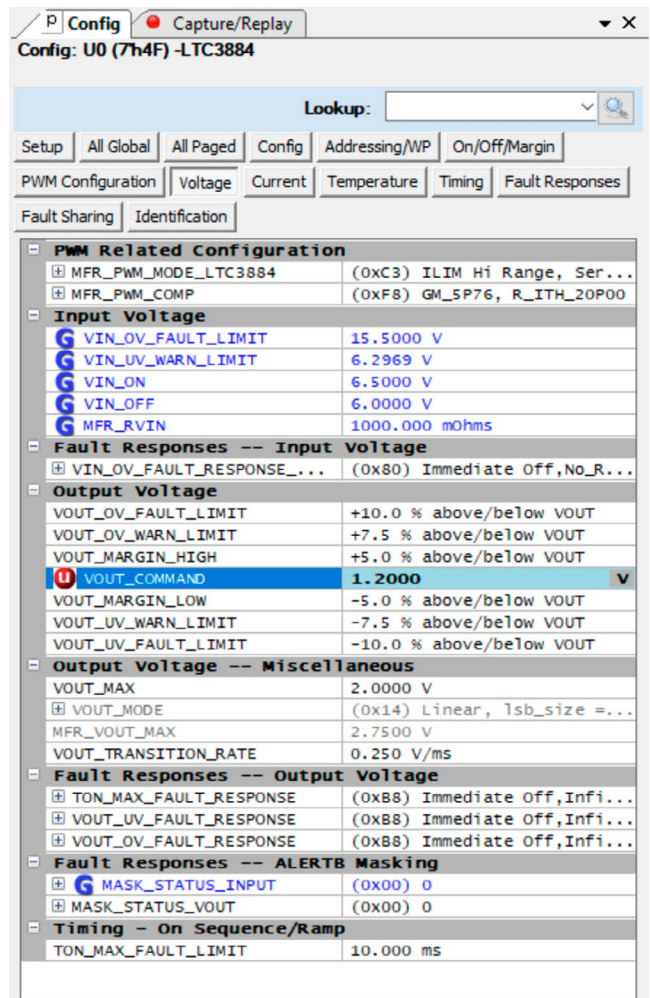 P Config Capture/Replay
Config: U0 (7'h4F) -LTC3884
Lookup:
Setup All Global All Paged Config Addressing/WP On/Off/Margin
PWM Configuration Voltage Current Temperature Timing Fault Responses
Fault Sharing Identification
PWM Related Configuration
MFR_PWM_MODE_LTC3884 (0xC3) ILIM Hi Range, Ser...
MFR_PWM_COMP (0xF8) GM_5P76, R_ITH_20P00
Input Voltage
G VIN_OV_FAULT_LIMIT 15.5000 V
G VIN_UV_WARN_LIMIT 6.2969 V
G VIN_ON 6.5000 V
G VIN_OFF 6.0000 V
G MFR_RVIN 1000.000 mOhms
Fault Responses -- Input Voltage
VIN_OV_FAULT_RESPONSE_... (0x80) Immediate Off,No_R...
Output Voltage
VOUT_OV_FAULT_LIMIT +10.0 % above/below VOUT
VOUT_OV_WARN_LIMIT +7.5 % above/below VOUT
VOUT_MARGIN_HIGH +5.0 % above/below VOUT
U VOUT_COMMAND 1.2000 V
VOUT_MARGIN_LOW -5.0 % above/below VOUT
VOUT_UV_WARN_LIMIT -7.5 % above/below VOUT
VOUT_UV_FAULT_LIMIT -10.0 % above/below VOUT
Output Voltage -- Miscellaneous
VOUT_MAX 2.0000 V
VOUT_MODE (0x14) Linear, lsb_size =...
MFR_VOUT_MAX 2.7500 V
VOUT_TRANSITION_RATE 0.250 V/ms
Fault Responses -- Output Voltage
TON_MAX_FAULT_RESPONSE (0xB8) Immediate Off,Infi...
VOUT_UV_FAULT_RESPONSE (0xB8) Immediate Off,Infi...
VOUT_OV_FAULT_RESPONSE (0xB8) Immediate Off,Infi...
Fault Responses -- ALERTB Masking
G MASK_STATUS_INPUT (0x00) 0
MASK_STATUS_VOUT (0x00) 0
Timing - On Sequence/Ramp
TON_MAX_FAULT_LIMIT 10.000 ms